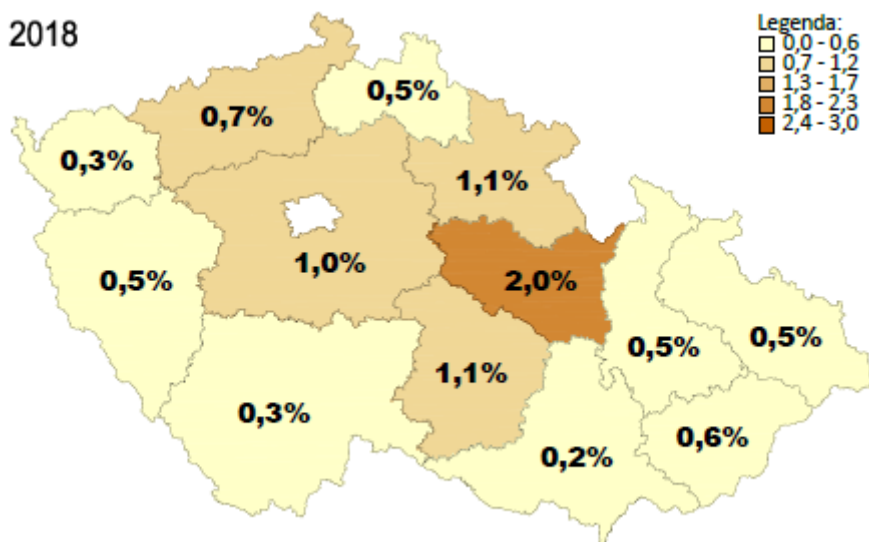 2018
Legenda:
0,0 - 0,6
0,7 - 1,2
1,3 - 1,7
1,8 - 2,3
2,4 - 3,0
0,5%
0,7%
0,3%
1,1%
1,0%
0,5%
2,0%
0,5%
0,5%
1,1%
0,3%
0,6%
0,2%